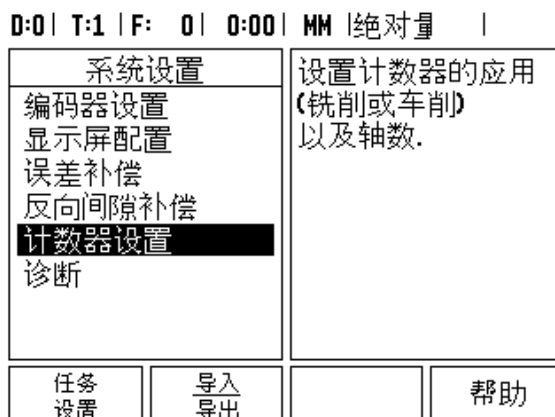 D:0| T:1 |F:   0|  0:00| MM |绝对量    |
系统设置
编码器设置
显示屏配置
误差补偿
反向间隙补偿
计数器设置
诊断
设置计数器的应用
(铣削或车削)
以及轴数.
任务
设置
导入
导出
帮助